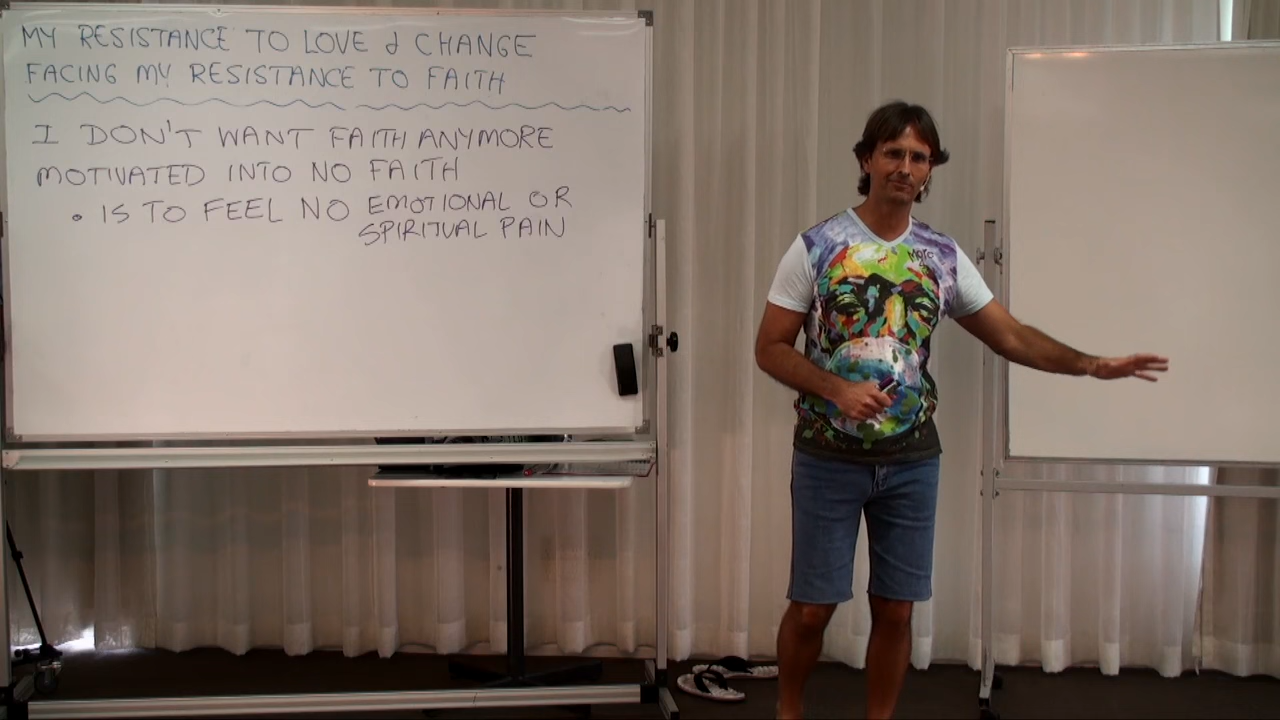 MY RESISTANCE TO LOVE & CHANGE
FACING MY RESISTANCE TO FAITH
I DON'T WANT FAITH ANYMORE
MOTIVATED INTO NO FAITH
• IS TO FEEL NO EMOTIONAL OR
SPIRITUAL PAIN